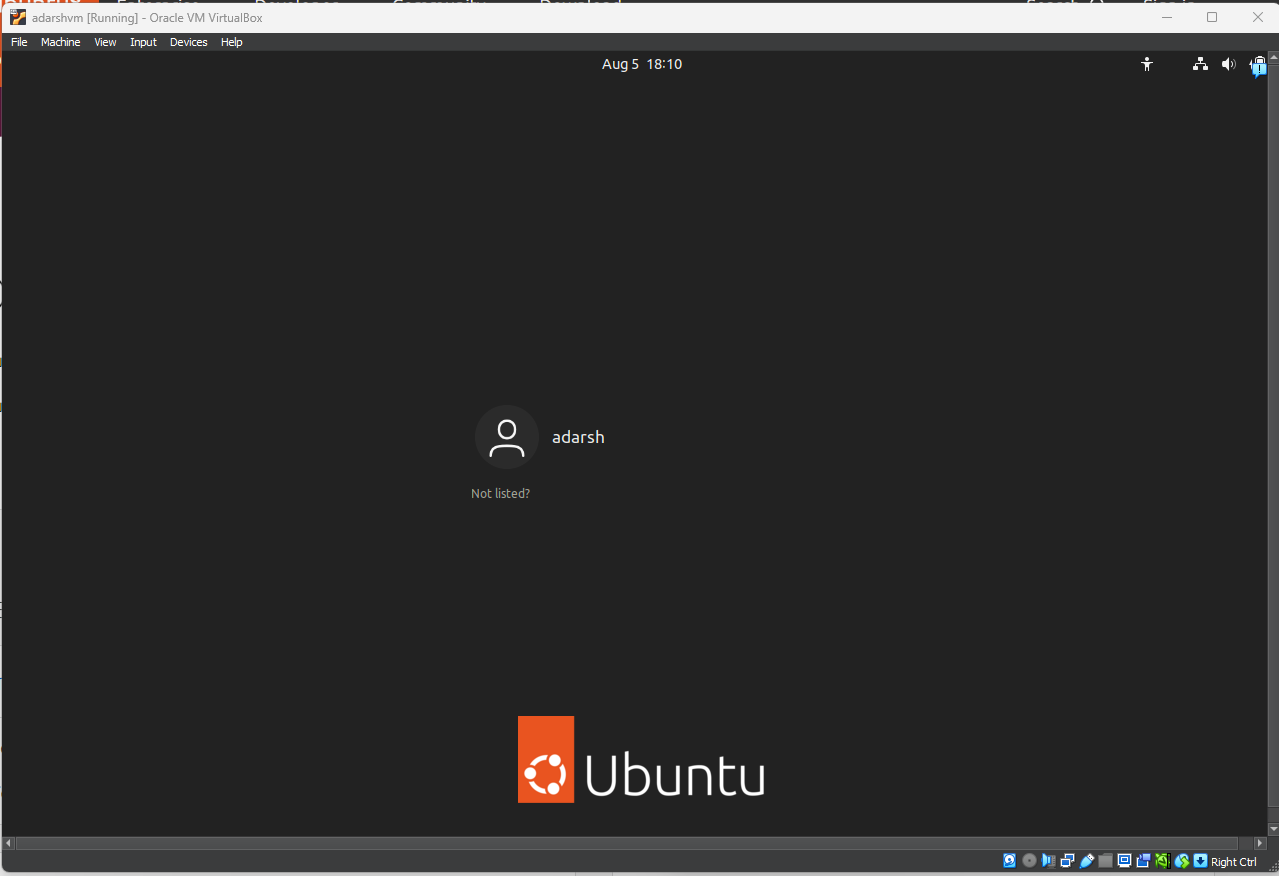 adarshvm [Running] - Oracle VM VirtualBox
File Machine View Input Devices Help
Aug 5 18:10
adarsh
Not listed?
Ubuntu
Right Ctrl